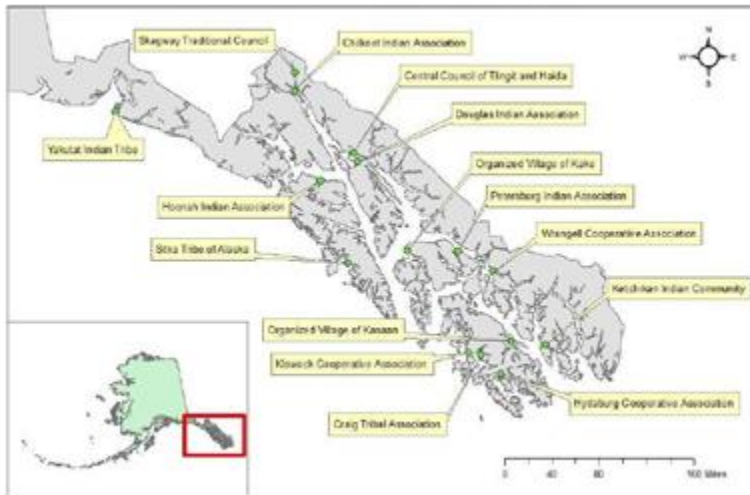 Skagway Traditional Council
Chilkoot Indian Association
Central Council of Tlingit and Haida
Douglas Indian Association
Yakutat Indian Tribe
Organized Village of Kake
Hoonah Indian Association
Petersburg Indian Association
Sitka Tribe of Alaska
Wrangell Cooperative Association
Ketchikan Indian Community
Organized Village of Kasaan
Klawock Cooperative Association
Hydaburg Cooperative Association
Craig Tribal Association
N
W
E
S
0
20
40
80
160 Miles